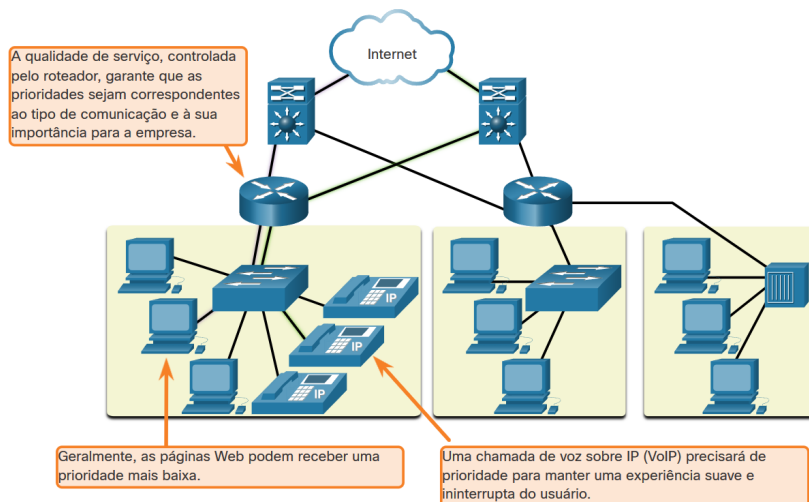 Internet
A qualidade de serviço, controlada
pelo roteador, garante que as
prioridades sejam correspondentes
ao tipo de comunicação e à sua
importância para a empresa.
IP
IP
IP
Geralmente, as páginas Web podem receber uma
prioridade mais baixa.
Uma chamada de voz sobre IP (VoIP) precisará de
prioridade para manter uma experiência suave e
ininterrupta do usuário.